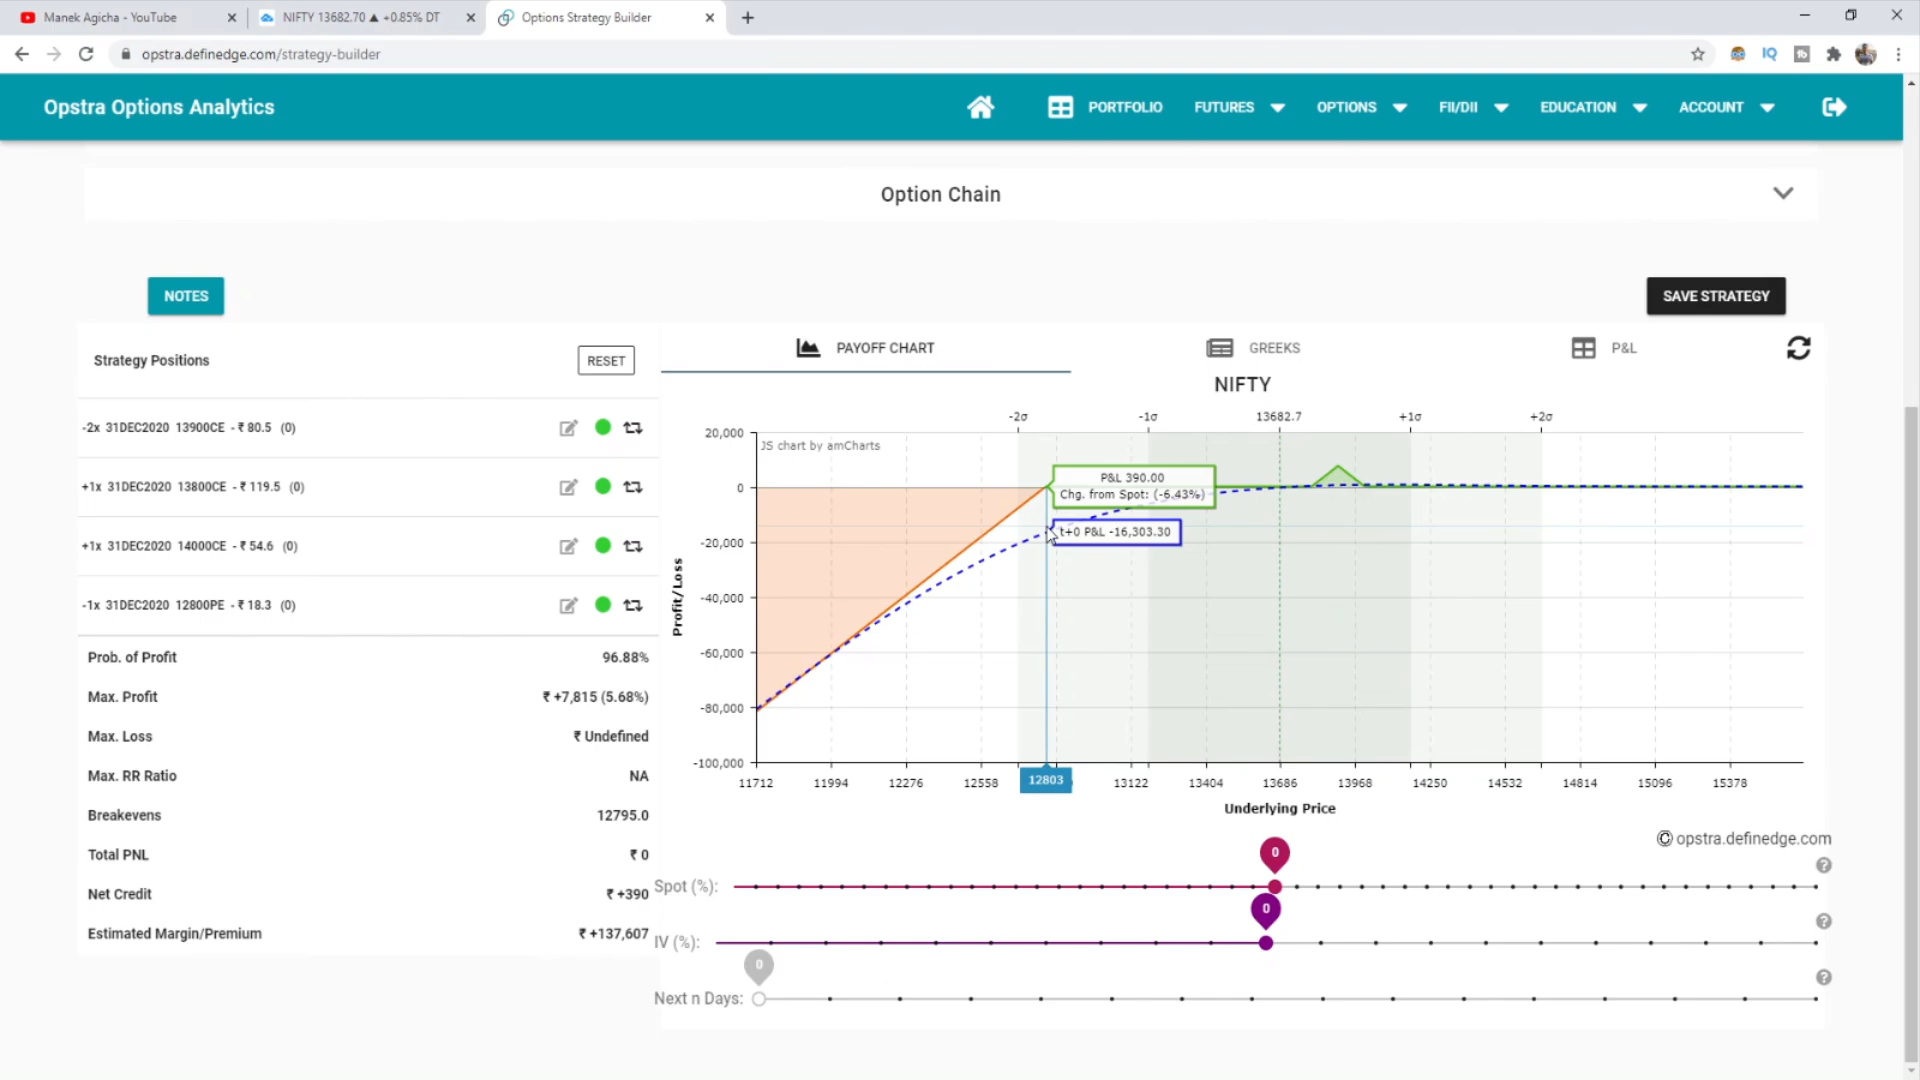 Manek Agicha - YouTube
NIFTY 13682.70 ▲ +0.85% DT
Options Strategy Builder
opstra.definedge.com/strategy-builder
IQ
Opstra Options Analytics
PORTFOLIO
FUTURES
OPTIONS
FII/DII
EDUCATION
ACCOUNT
Option Chain
NOTES
SAVE STRATEGY
Strategy Positions
RESET
-2x 31DEC2020 13900CE - ₹ 80.5 (0)
+1x 31DEC2020 13800CE - ₹ 119.5 (0)
+1x 31DEC2020 14000CE - ₹ 54.6 (0)
-1x 31DEC2020 12800PE - ₹ 18.3 (0)
Prob. of Profit 96.88%
Max. Profit ₹ +7,815 (5.68%)
Max. Loss ₹ Undefined
Max. RR Ratio NA
Breakevens 12795.0
Total PNL ₹ 0
Net Credit ₹ +390
Estimated Margin/Premium ₹ +137,607
PAYOFF CHART
GREEKS
P&L
NIFTY
-2σ -1σ 13682.7 +1σ +2σ
JS chart by amCharts
20,000
0
-20,000
-40,000
-60,000
-80,000
-100,000
Profit/Loss
P&L 390.00
Chg. from Spot: (-6.43%)
t+0 P&L -16,303.30
11712 11994 12276 12558 12803 13122 13404 13686 13968 14250 14532 14814 15096 15378
Underlying Price
© opstra.definedge.com
0
?
Spot (%):
0
?
IV (%):
0
?
Next n Days: